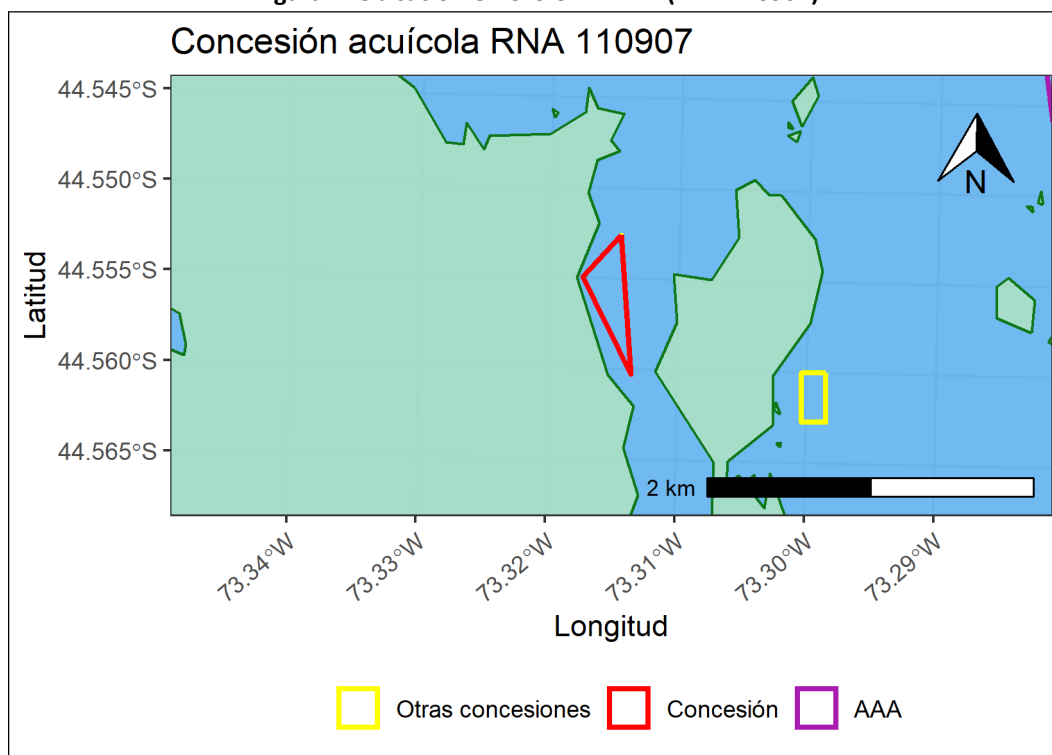 Concesión acuícola RNA 110907
44.545°S
44.550°S
44.555°S
44.560°S
44.565°S
Latitud
N
2 km
73.34°W
73.33°W
73.32°W
73.31°W
73.30°W
73.29°W
Longitud
Otras concesiones
Concesión
AAA